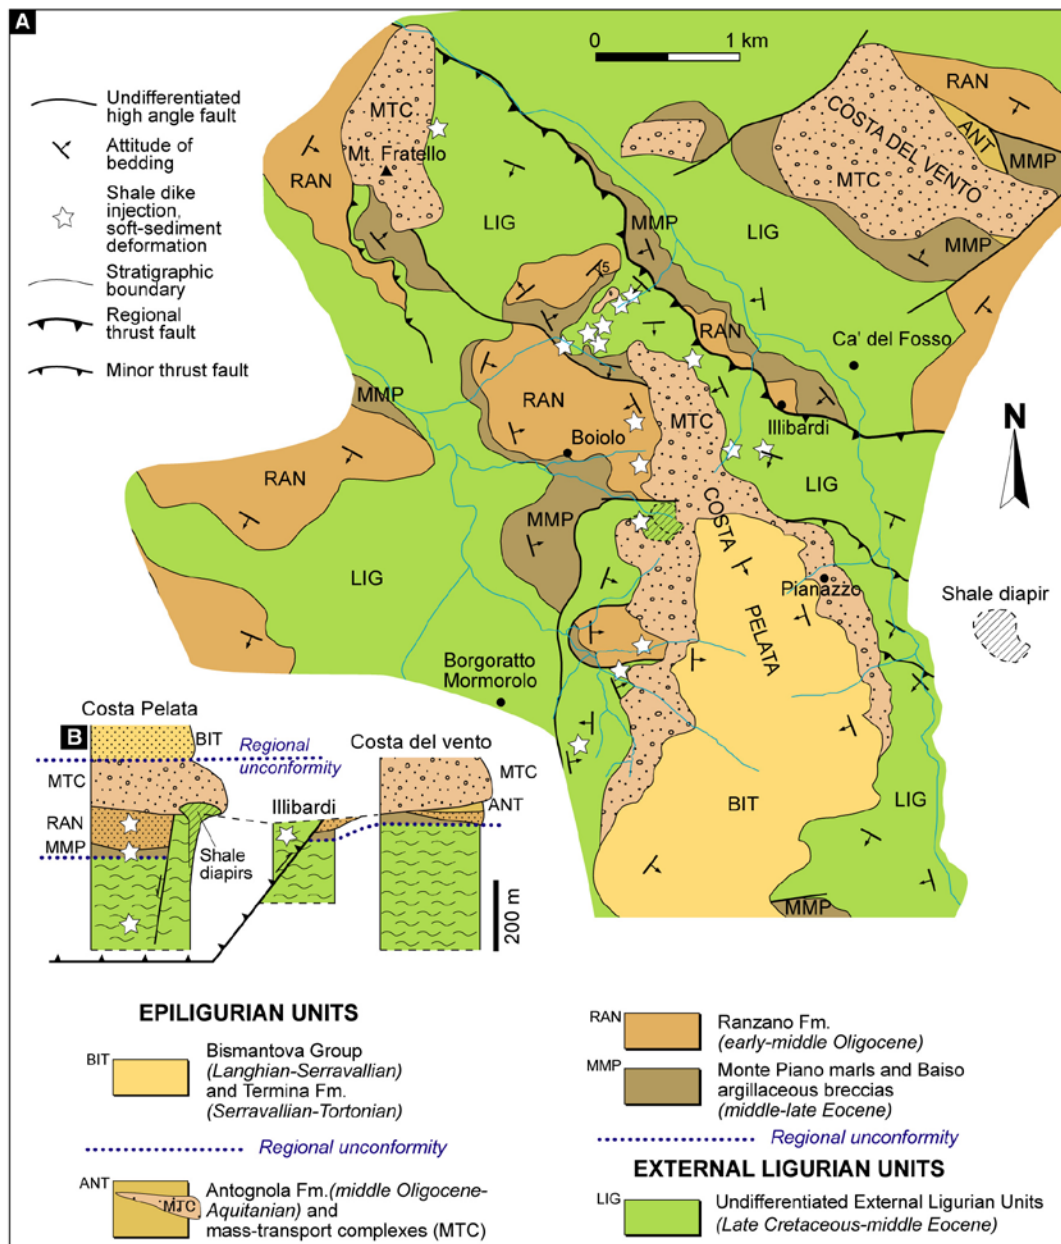 A
Undifferentiated
high angle fault
Attitude of
bedding
Shale dike
injection,
soft-sediment
deformation
Stratigraphic
boundary
Regional
thrust fault
Minor thrust fault
0 1 km
MTC
Mt. Fratello
RAN
LIG
MMP
RAN
ANT
MMP
COSTA DEL VENTO
MTC
MMP
LIG
5
RAN
Ca' del Fosso
MMP
RAN
Boiolo
MTC
Illibardi
N
RAN
MMP
COSTA PELATA
LIG
LIG
Pianazzo
Shale diapir
Borgoratto
Mormorolo
BIT
LIG
MMP
B
Costa Pelata
BIT
Regional
unconformity
MTC
RAN
MMP
Shale
diapirs
Illibardi
Costa del vento
MTC
ANT
200 m
EPILIGURIAN UNITS
BIT
Bismantova Group
(Langhian-Serravallian)
and Termina Fm.
(Serravallian-Tortonian)
Regional unconformity
ANT
MTC
Antognola Fm.(middle Oligocene-
Aquitanian) and
mass-transport complexes (MTC)
RAN
Ranzano Fm.
(early-middle Oligocene)
MMP
Monte Piano marls and Baiso
argillaceous breccias
(middle-late Eocene)
Regional unconformity
EXTERNAL LIGURIAN UNITS
LIG
Undifferentiated External Ligurian Units
(Late Cretaceous-middle Eocene)